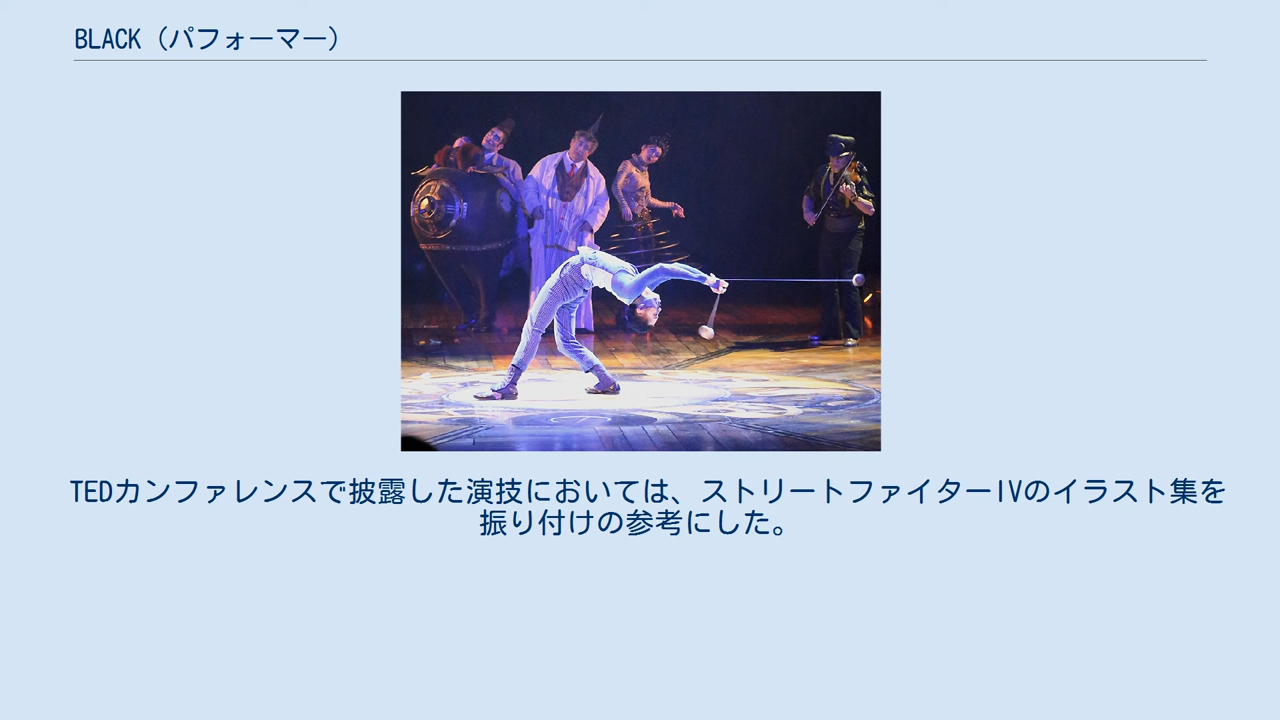 BLACK（パフォーマー）
TEDカンファレンスで披露した演技においては、ストリートファイターIVのイラスト集を
振り付けの参考にした。